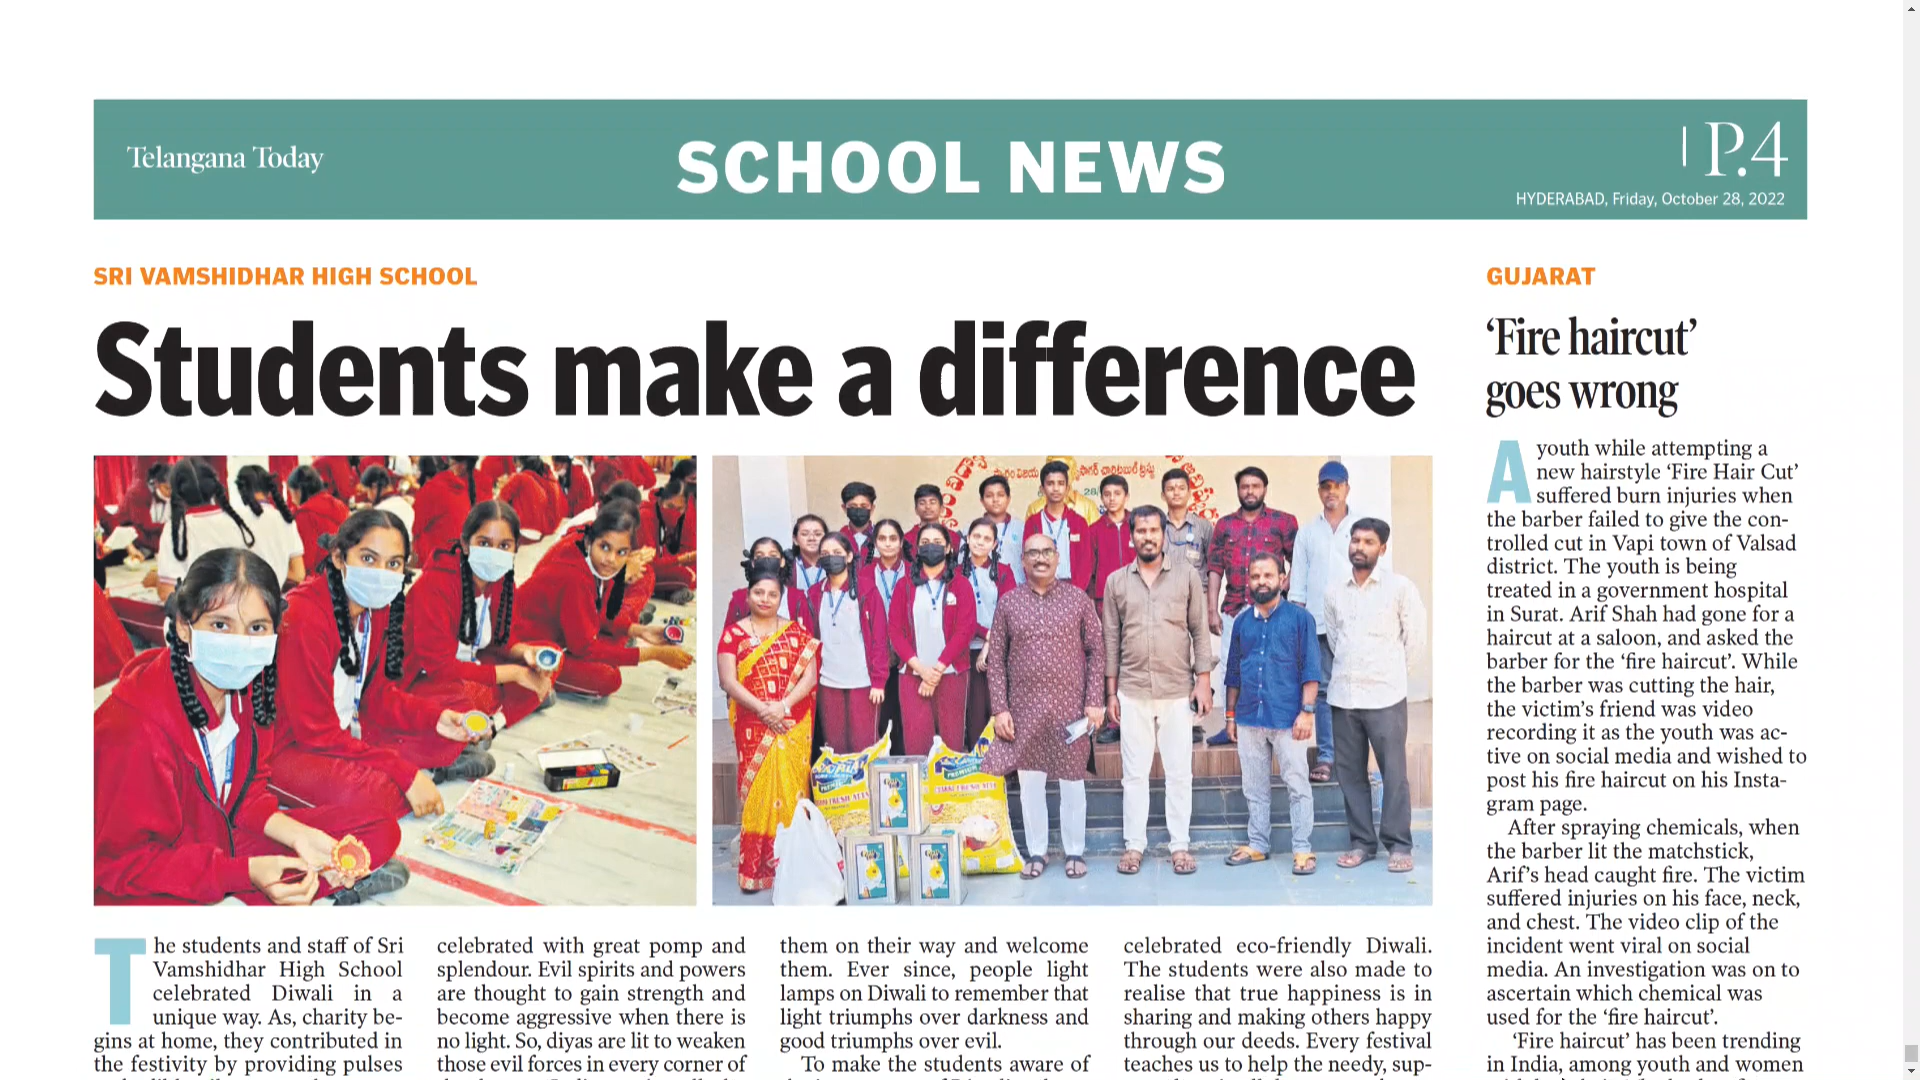 Telangana Today
SCHOOL NEWS
P.4
HYDERABAD, Friday, October 28, 2022
SRI VAMSHIDHAR HIGH SCHOOL
Students make a difference
The students and staff of Sri
Vamshidhar High School
celebrated Diwali in a
unique way. As, charity be-
gins at home, they contributed in
the festivity by providing pulses
celebrated with great pomp and
splendour. Evil spirits and powers
are thought to gain strength and
become aggressive when there is
no light. So, diyas are lit to weaken
those evil forces in every corner of
them on their way and welcome
them. Ever since, people light
lamps on Diwali to remember that
light triumphs over darkness and
good triumphs over evil.
To make the students aware of
celebrated eco-friendly Diwali.
The students were also made to
realise that true happiness is in
sharing and making others happy
through our deeds. Every festival
teaches us to help the needy, sup-
GUJARAT
‘Fire haircut’
goes wrong
A youth while attempting a
new hairstyle ‘Fire Hair Cut’
suffered burn injuries when
the barber failed to give the con-
trolled cut in Vapi town of Valsad
district. The youth is being
treated in a government hospital
in Surat. Arif Shah had gone for a
haircut at a saloon, and asked the
barber for the ‘fire haircut’. While
the barber was cutting the hair,
the victim’s friend was video
recording it as the youth was ac-
tive on social media and wished to
post his fire haircut on his Insta-
gram page.
After spraying chemicals, when
the barber lit the matchstick,
Arif’s head caught fire. The victim
suffered injuries on his face, neck,
and chest. The video clip of the
incident went viral on social
media. An investigation was on to
ascertain which chemical was
used for the ‘fire haircut’.
‘Fire haircut’ has been trending
in India, among youth and women